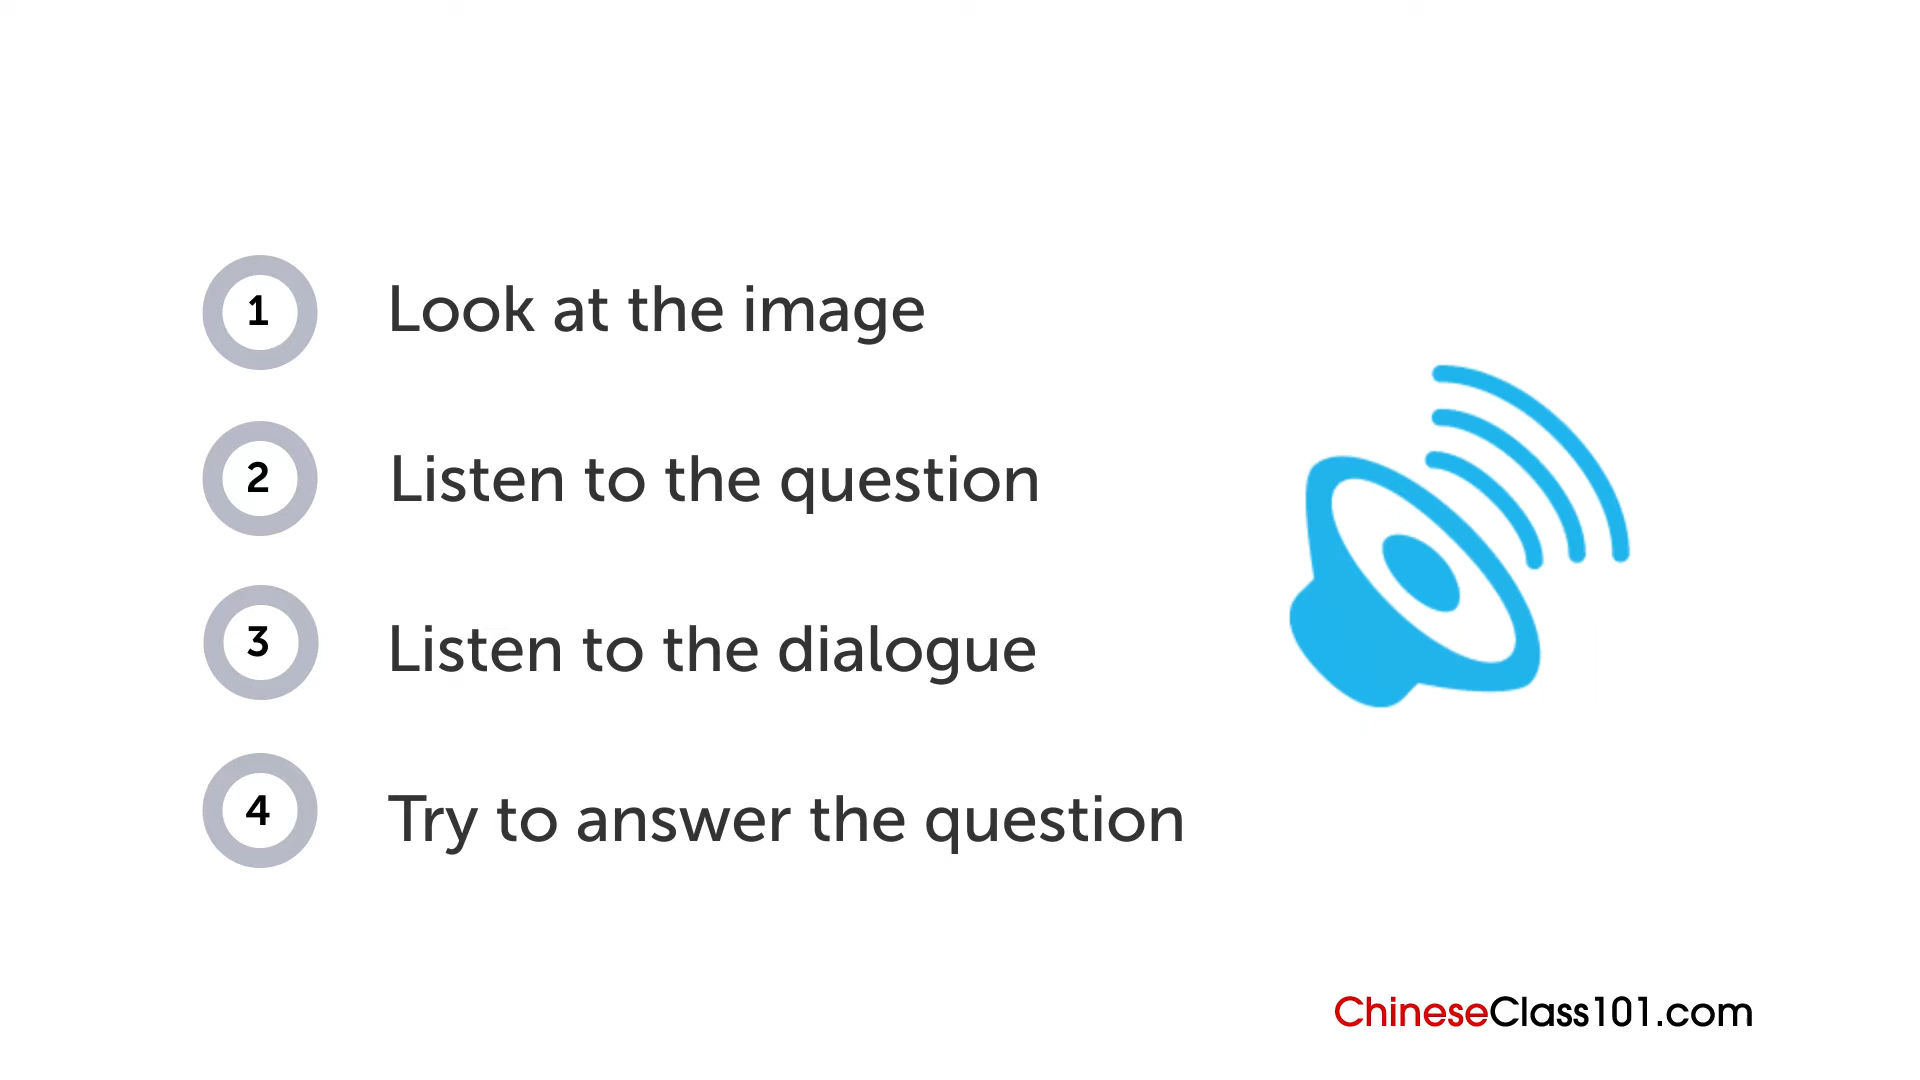 1 Look at the image
2 Listen to the question
3 Listen to the dialogue
4 Try to answer the question
ChineseClass101.com